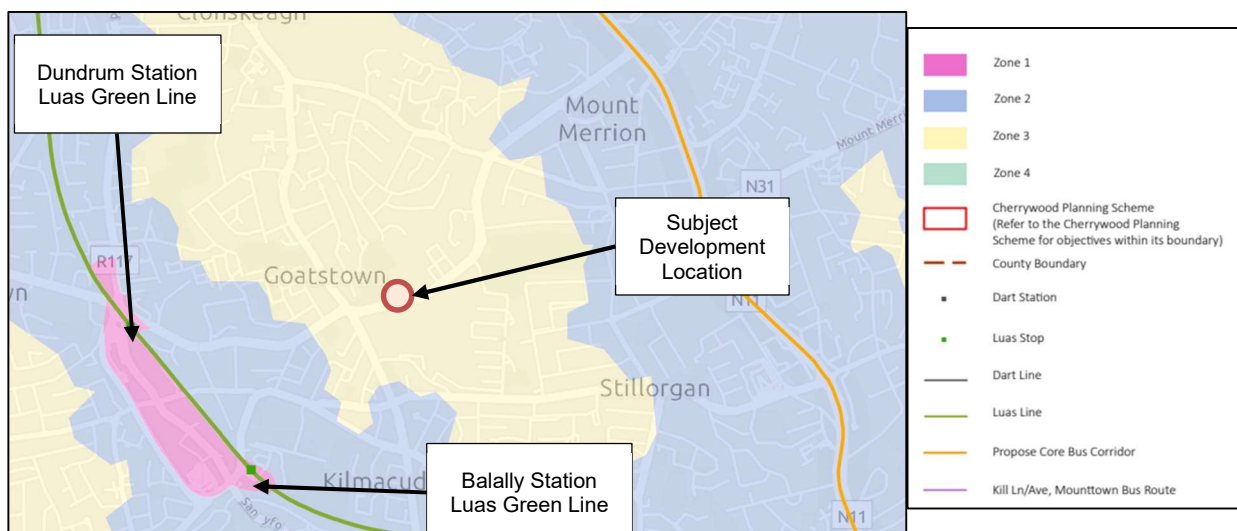 Clonskeagh
Dundrum Station
Luas Green Line
Mount
Merrion
Mount Merri
N31
R117
Goatstown
Subject
Development
Location
wn
N11
Stillorgan
Kilmacud
Balally Station
Luas Green Line
N11
Zone 1
Zone 2
Zone 3
Zone 4
Cherrywood Planning Scheme
(Refer to the Cherrywood Planning
Scheme for objectives within its boundary)
County Boundary
Dart Station
Luas Stop
Dart Line
Luas Line
Propose Core Bus Corridor
Kill Ln/Ave, Mounttown Bus Route